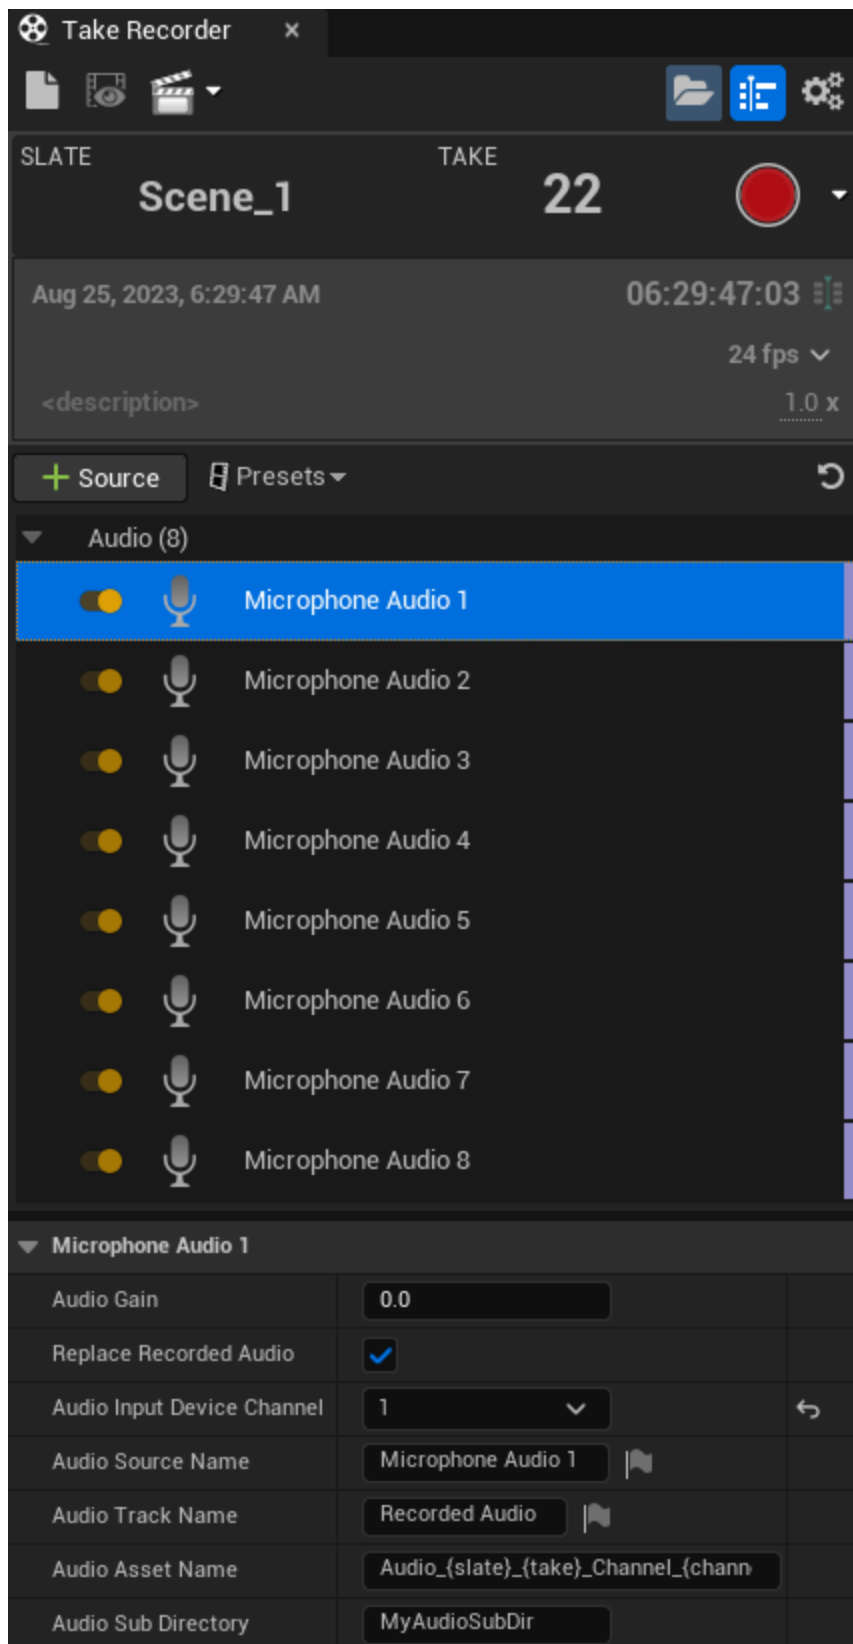 Take Recorder
SLATE
TAKE
Scene_1
22
Aug 25, 2023, 6:29:47 AM
06:29:47:03
24 fps
<description>
1.0 x
Source
Presets
Audio (8)
Microphone Audio 1
Microphone Audio 2
Microphone Audio 3
Microphone Audio 4
Microphone Audio 5
Microphone Audio 6
Microphone Audio 7
Microphone Audio 8
Microphone Audio 1
Audio Gain
0.0
Replace Recorded Audio
Audio Input Device Channel
1
Audio Source Name
Microphone Audio 1
Audio Track Name
Recorded Audio
Audio Asset Name
Audio_{slate}_{take}_Channel_{chann
Audio Sub Directory
MyAudioSubDir